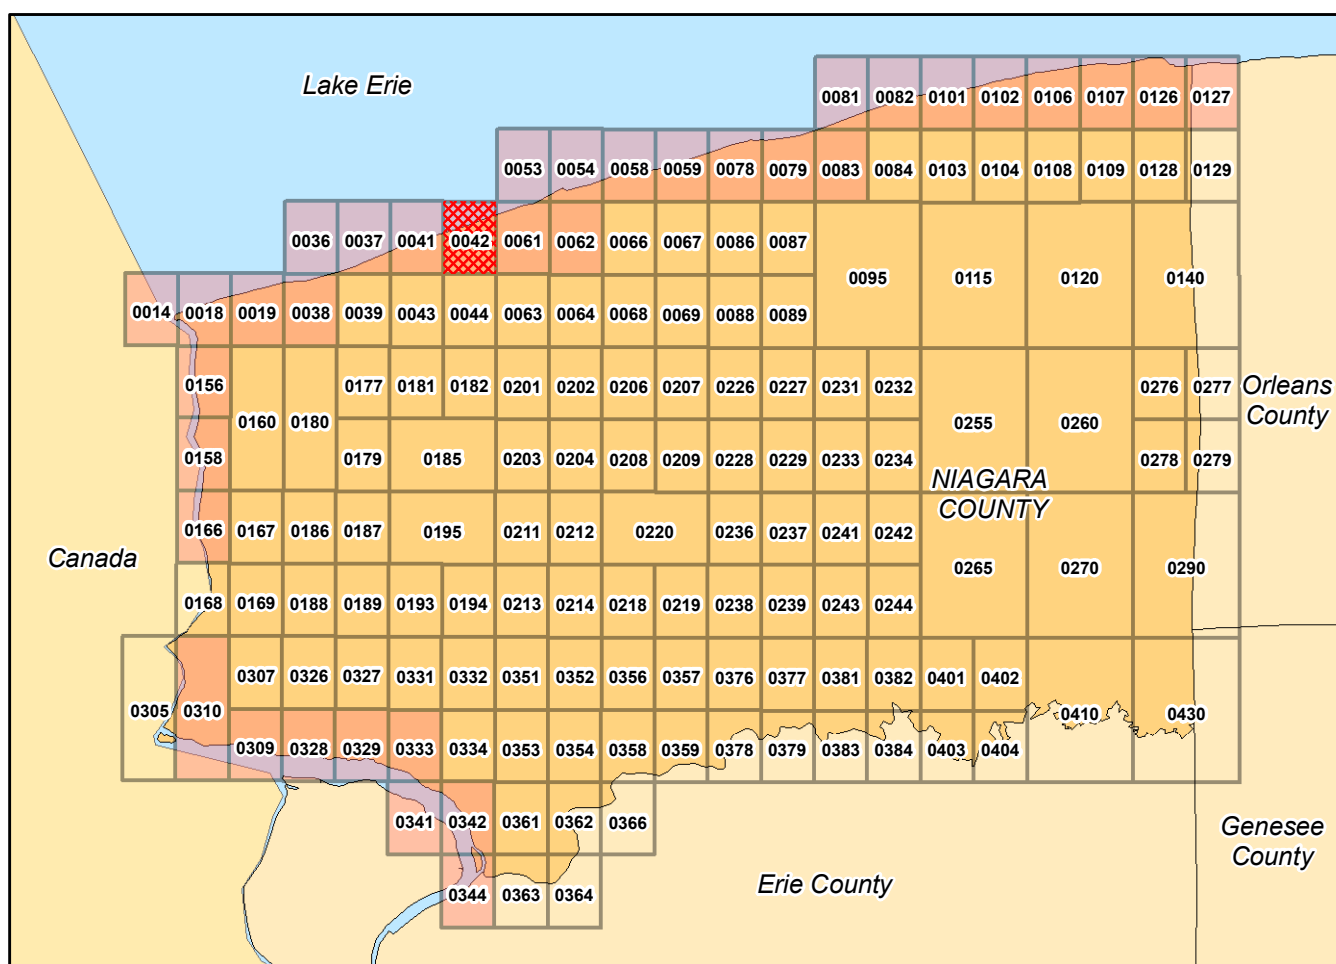 Lake Erie
0081 0082 0101 0102 0106 0107 0126 0127
0053 0054 0058 0059 0078 0079 0083 0084 0103 0104 0108 0109 0128 0129
0036 0037 0041 0042 0061 0062 0066 0067 0086 0087
0095 0115 0120 0140
0014 0018 0019 0038 0039 0043 0044 0063 0064 0068 0069 0088 0089
0156 0177 0181 0182 0201 0202 0206 0207 0226 0227 0231 0232 0276 0277
Orleans
County
0160 0180 0255 0260
0158 0179 0185 0203 0204 0208 0209 0228 0229 0233 0234 0278 0279
NIAGARA
COUNTY
0166 0167 0186 0187 0195 0211 0212 0220 0236 0237 0241 0242
Canada
0265 0270 0290
0168 0169 0188 0189 0193 0194 0213 0214 0218 0219 0238 0239 0243 0244
0307 0326 0327 0331 0332 0351 0352 0356 0357 0376 0377 0381 0382 0401 0402
0305 0310 0410 0430
0309 0328 0329 0333 0334 0353 0354 0358 0359 0378 0379 0383 0384 0403 0404
0341 0342 0361 0362 0366
Genesee
County
Erie County
0344 0363 0364